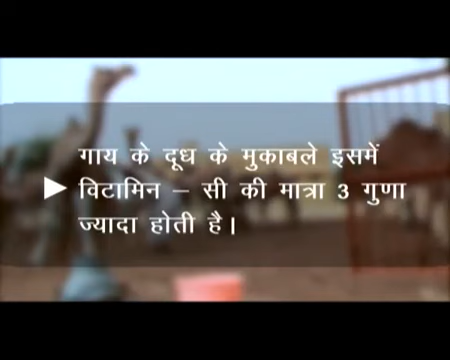 गाय के दूध के मुकाबले इसमें
विटामिन – सी की मात्रा 3 गुणा
ज्यादा होती है।